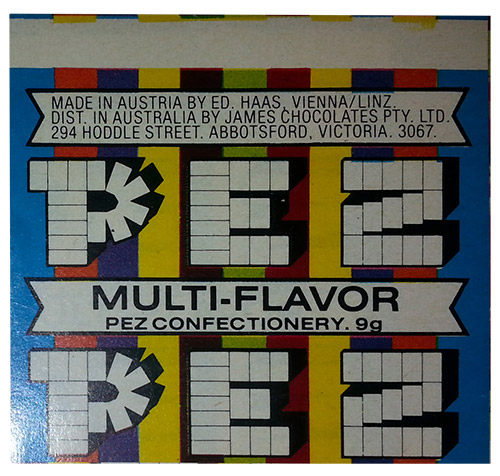 MADE IN AUSTRIA BY ED. HAAS, VIENNA/LINZ.
DIST. IN AUSTRALIA BY JAMES CHOCOLATES PTY. LTD.
294 HODDLE STREET. ABBOTSFORD, VICTORIA. 3067.
PEZ
MULTI-FLAVOR
PEZ CONFECTIONERY. 9g
PEZ